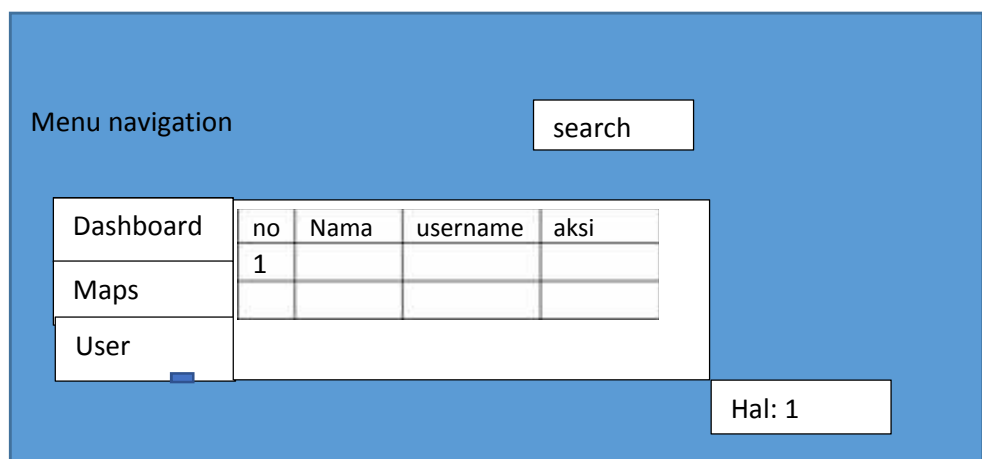 Menu navigation
search
Dashboard
Maps
User
no Nama username aksi
1
Hal: 1